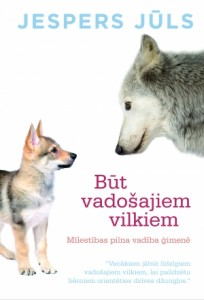 JESPERS JŪLS
Būt
vadošajiem
vilkiem
Mīlestības pilna vadība ģimenē
"Vecākiem jābūt līdzīgiem
vadošajiem vilkiem, lai palīdzētu
bērniem orientēties dzīves džungļos."